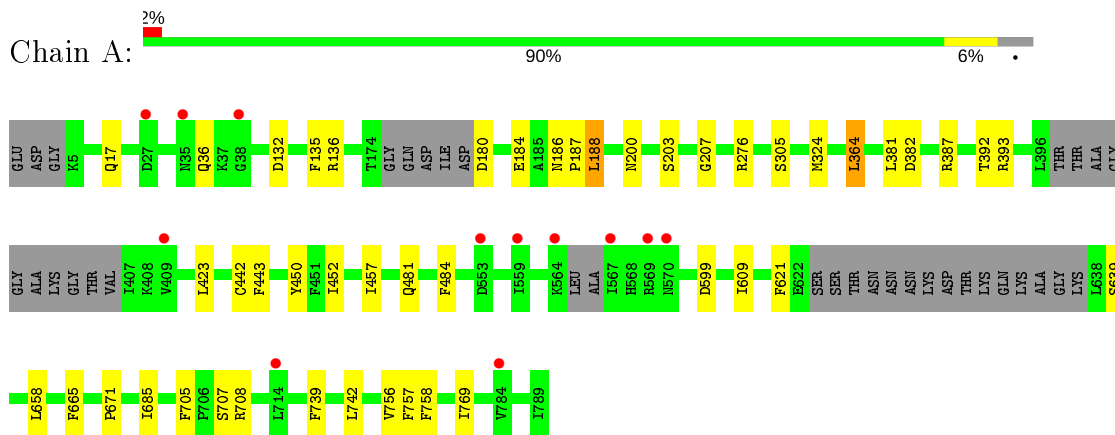 2%
Chain A:
90% 6% •
GLU ASP GLY K5 Q17 D27 N35 Q36 K37 G38 D132 F135 R136 T174 GLY GLN ASP ILE ASP D180 E184 A185 N186 P187 L188 N200 S203 G207 R276 S305 M324 L364 L381 D382 R387 T392 R393 L396 THR THR ALA GLY
GLY ALA LYS GLY THR VAL I407 K408 V409 L423 C442 F443 Y450 F451 I452 I457 Q481 F484 D553 I559 K564 LEU ALA I567 H568 R569 N570 D599 I609 F621 E622 SER SER THR ASN ASN ASN LYS ASP THR LYS GLN LYS ALA GLY LYS L638 S639
L658 F665 P671 I685 F705 P706 S707 R708 L714 F739 L742 V756 F757 F758 I769 V784 I789